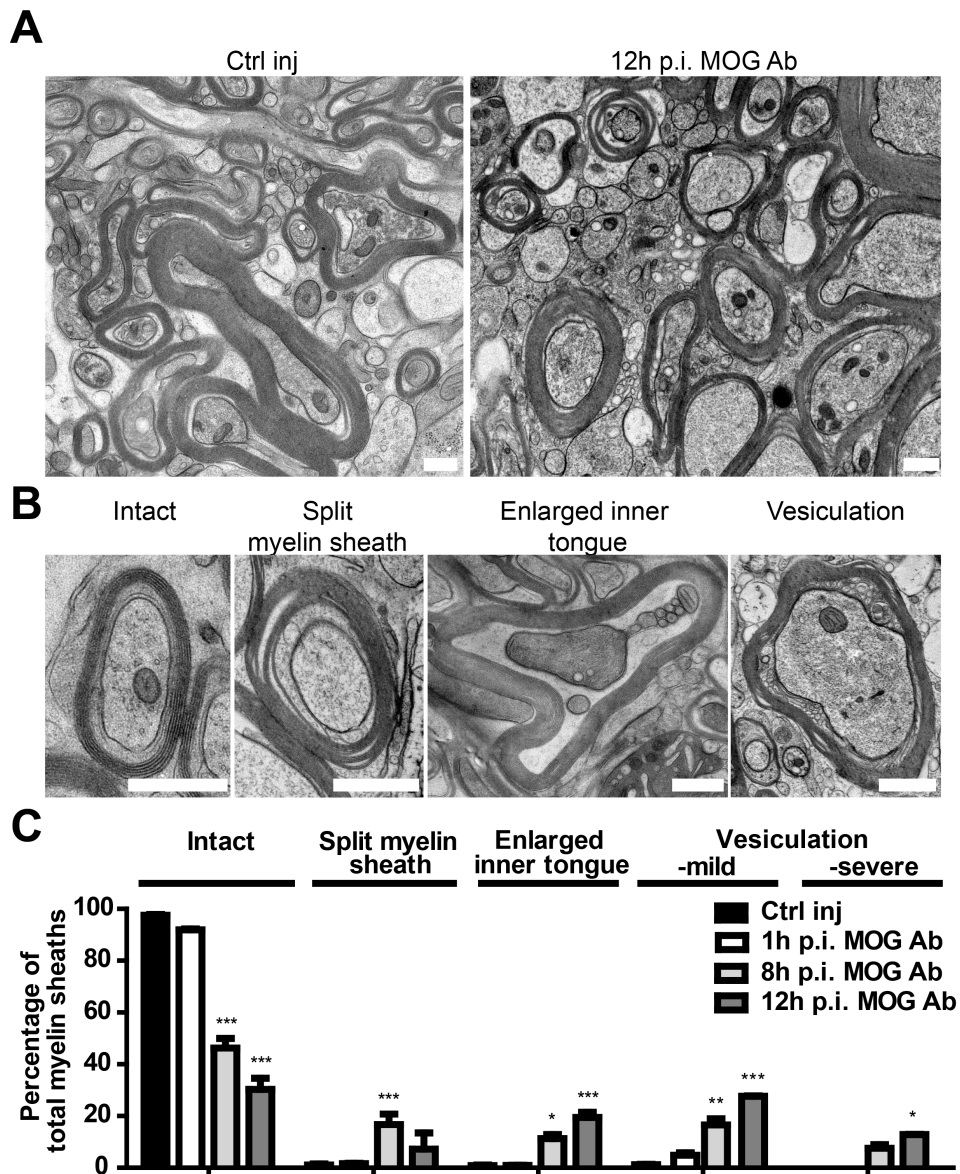 A
Ctrl inj
12h p.i. MOG Ab
B
Intact
Split
myelin sheath
Enlarged inner
tongue
Vesiculation
C
Intact
Split myelin
sheath
Enlarged
inner tongue
Vesiculation
-mild
-severe
Ctrl inj
1h p.i. MOG Ab
8h p.i. MOG Ab
12h p.i. MOG Ab
Percentage of
total myelin sheaths
100
80
60
40
20
0
***
***
***
*
***
**
***
*